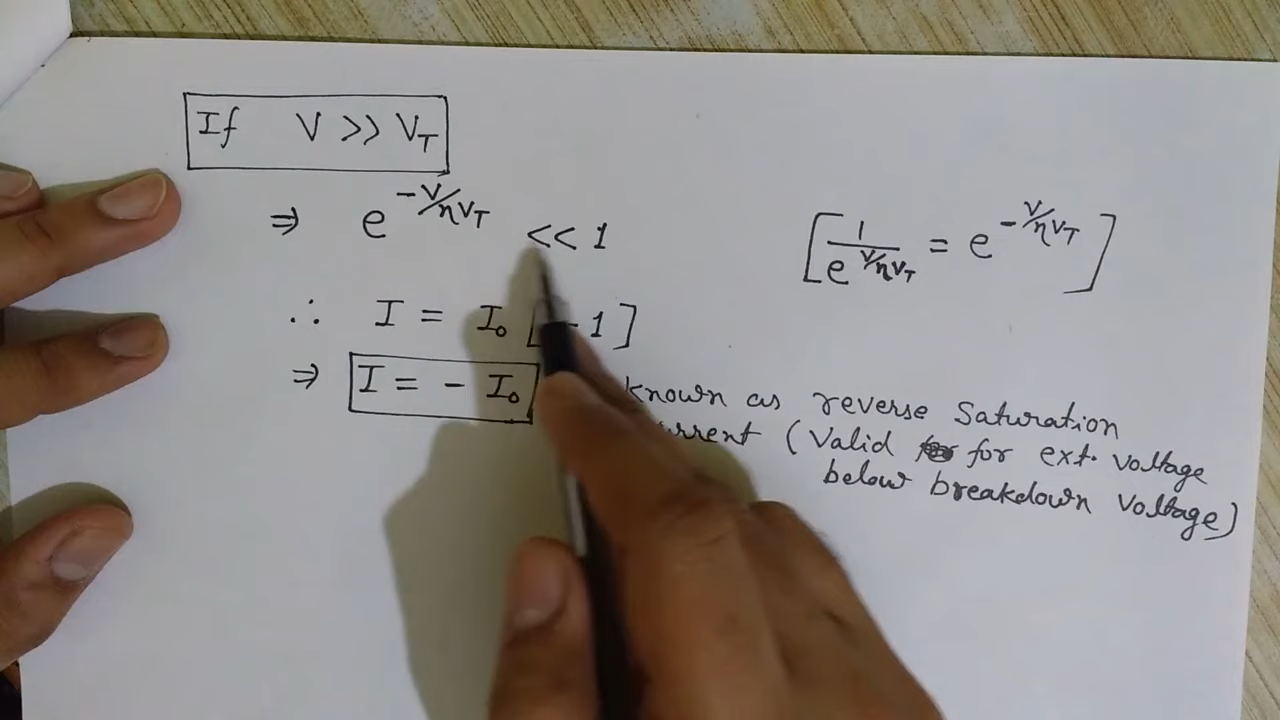 If V >> V_T
⇒ e^{-V/ηV_T} << 1
[1/e^{V/ηV_T} = e^{-V/ηV_T}]
∴ I = I₀ [-1]
⇒ I = - I₀
known as reverse Saturation
(Valid for ext. voltage
below breakdown voltage)